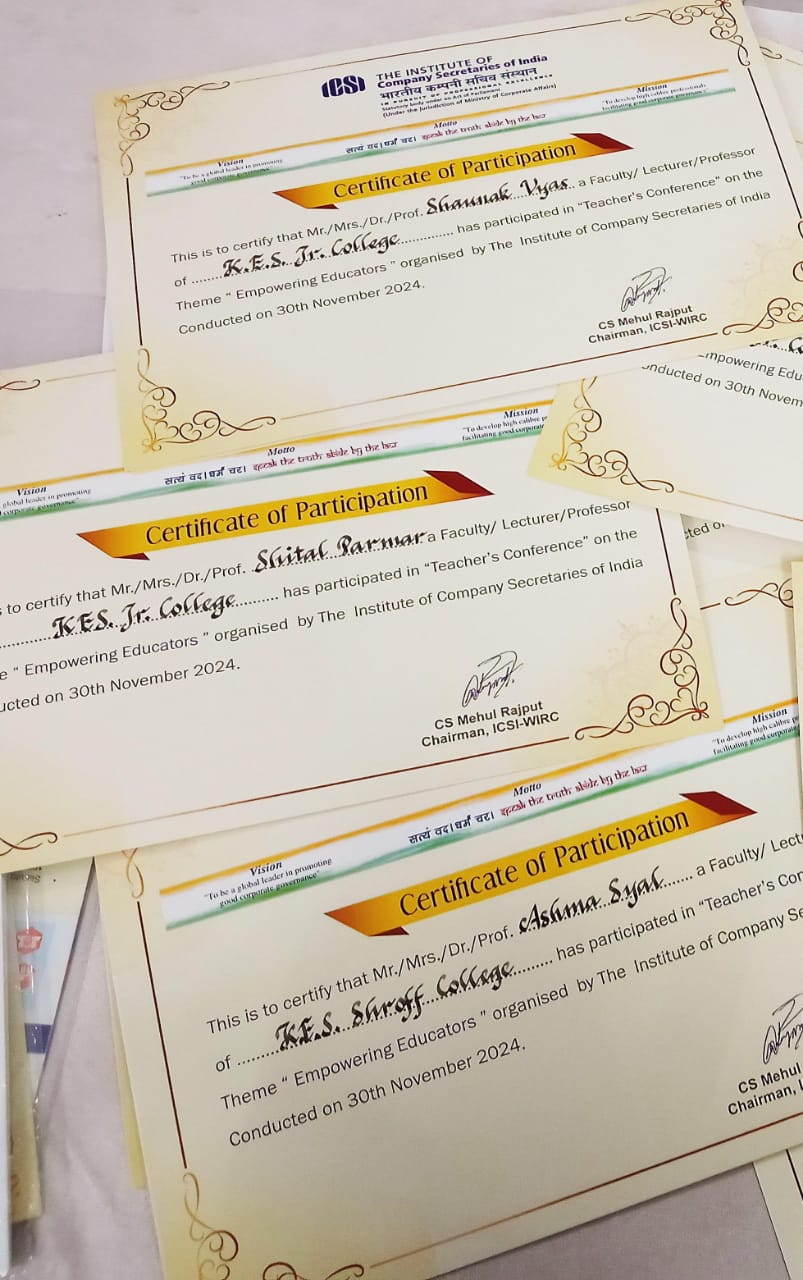 ICSI
THE INSTITUTE OF
Company Secretaries of India
भारतीय कम्पनी सचिव संस्थान
IN PURSUIT OF PROFESSIONAL EXCELLENCE
Statutory body under an Act of Parliament
(Under the jurisdiction of Ministry of Corporate Affairs)
Vision
"To be a global leader in promoting
good corporate governance"
Motto
सत्यं वद। धर्मं चर। speak the truth abide by the law
Mission
"To develop high calibre professionals
facilitating good corporate governance"
Certificate of Participation
This is to certify that Mr./Mrs./Dr./Prof. Shaunak Vyas.. a Faculty/ Lecturer/Professor
of ........K.E.S. Jr. College.............. has participated in "Teacher's Conference" on the
Theme " Empowering Educators " organised by The Institute of Company Secretaries of India
Conducted on 30th November 2024.
CS Mehul Rajput
Chairman, ICSI-WIRC
mpowering Edu
onducted on 30th Novem
cted on
Vision
global leader in promoting
corporate governance"
Motto
सत्यं वद। धर्मं चर। speak the truth abide by the law
Mission
"To develop high calibre p
facilitating good corporate
Certificate of Participation
s to certify that Mr./Mrs./Dr./Prof. Shital Parmar a Faculty/ Lecturer/Professor
.............KES. Jr. College.......... has participated in "Teacher's Conference" on the
e " Empowering Educators " organised by The Institute of Company Secretaries of India
ucted on 30th November 2024.
CS Mehul Rajput
Chairman, ICSI-WIRC
Vision
"To be a global leader in promoting
good corporate governance"
Motto
सत्यं वद। धर्मं चर। speak the truth abide by the law
Mission
"To develop high calibre p
facilitating good corporate
Certificate of Participation
This is to certify that Mr./Mrs./Dr./Prof. Ashma Syal....... a Faculty/ Lect
of ..........K.E.S. Shroff College.......... has participated in "Teacher's Con
Theme " Empowering Educators " organised by The Institute of Company Se
Conducted on 30th November 2024.
CS Mehul
Chairman, I